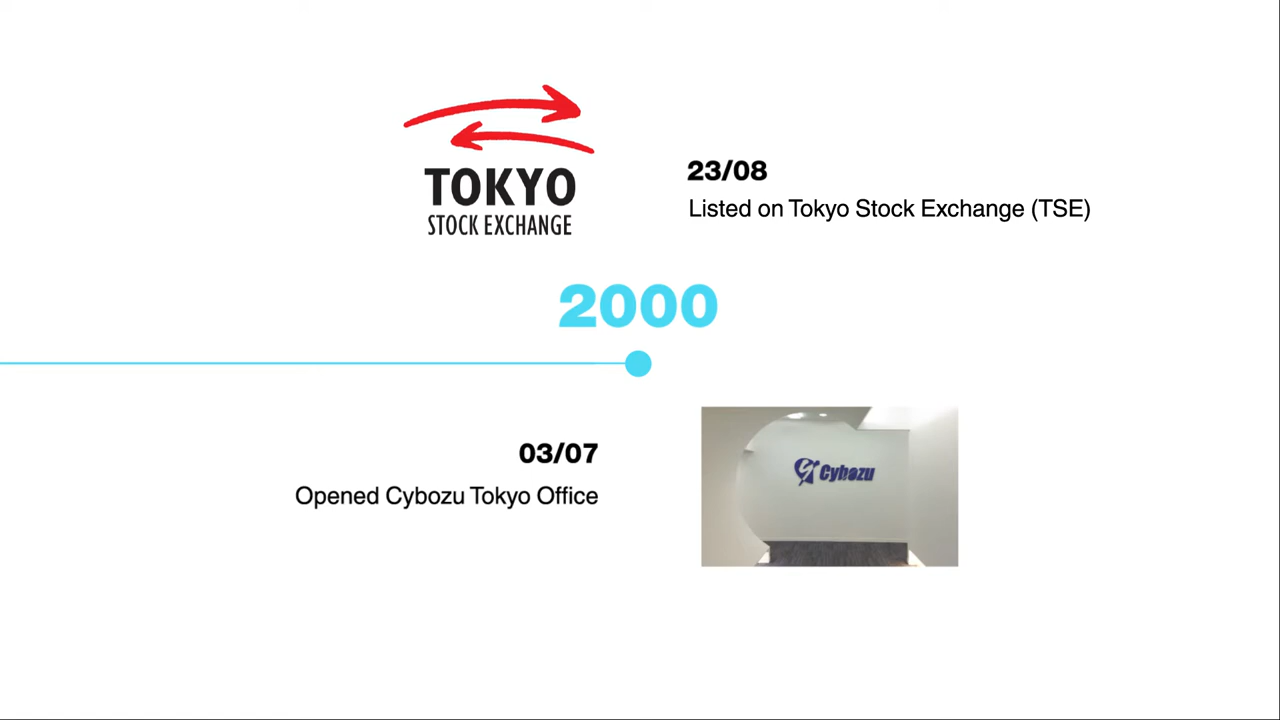 TOKYO
STOCK EXCHANGE
23/08
Listed on Tokyo Stock Exchange (TSE)
2000
03/07
Opened Cybozu Tokyo Office
Cybozu